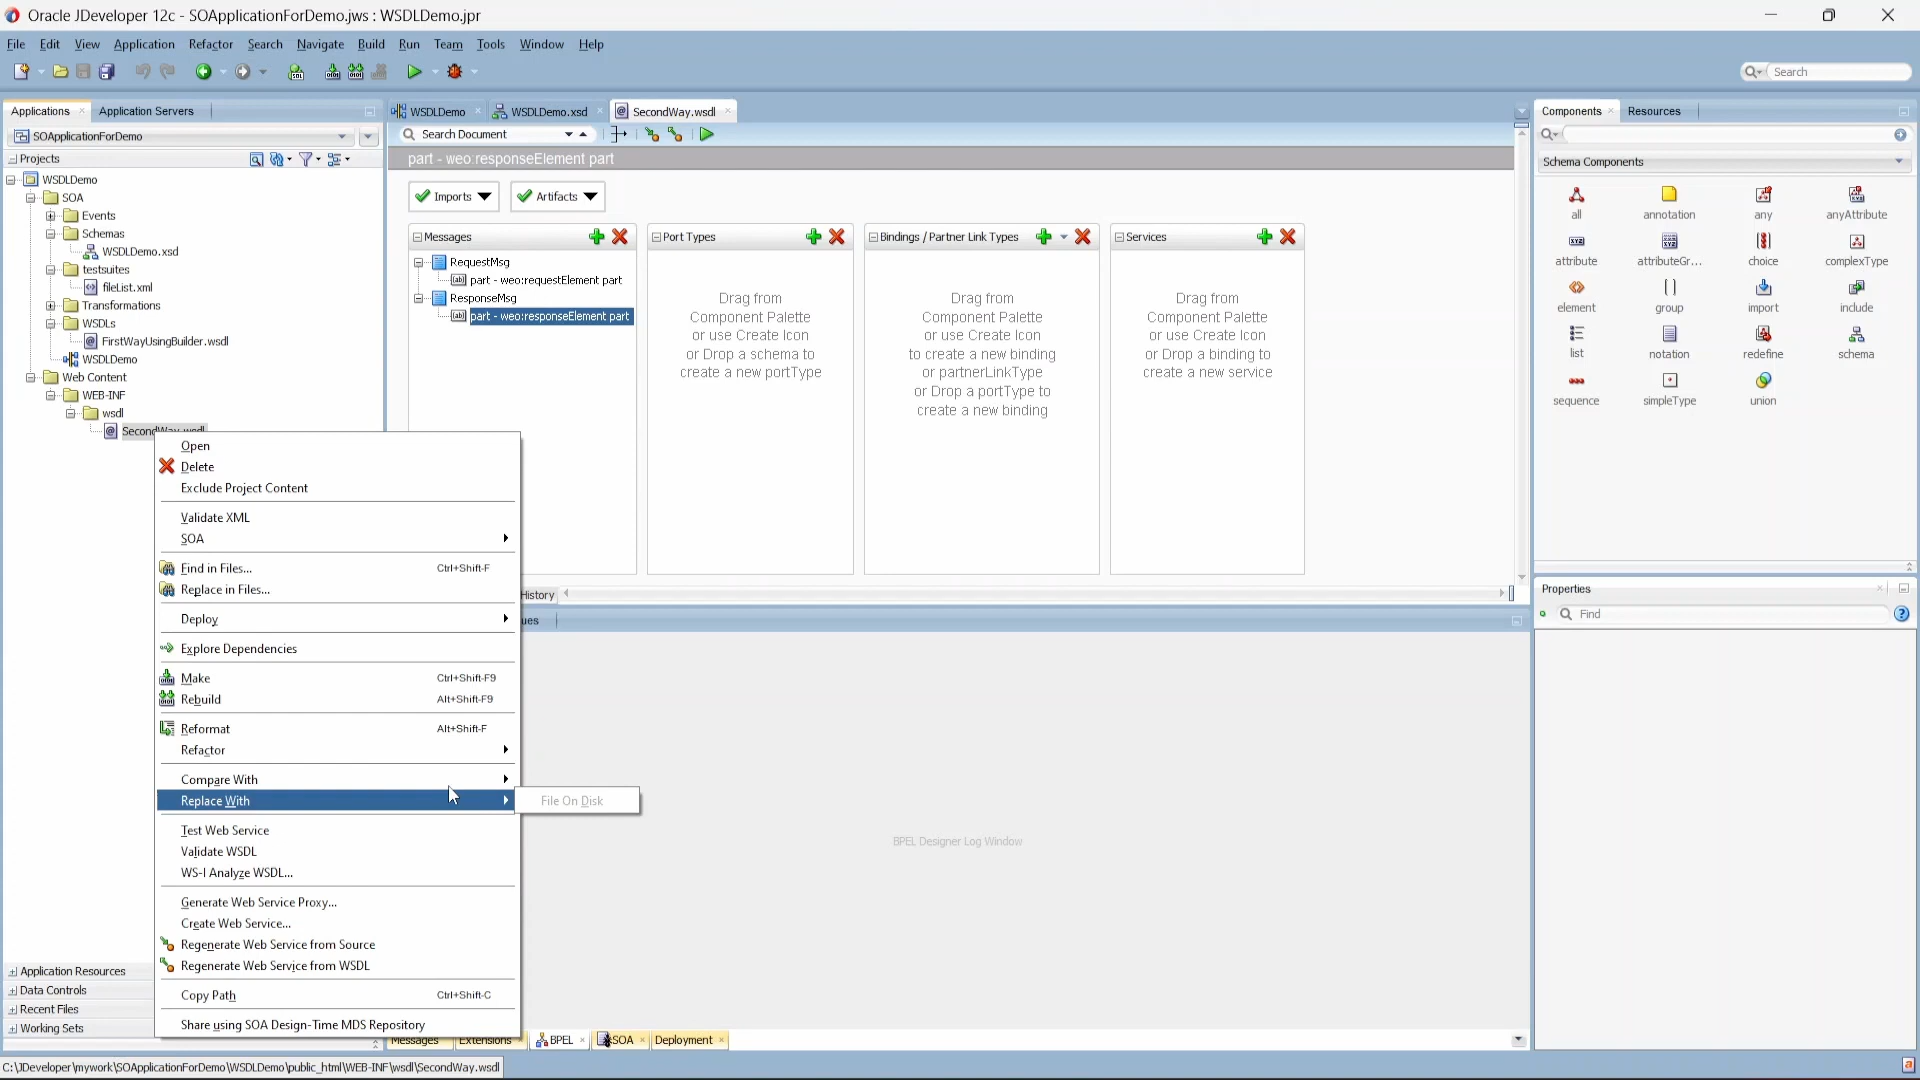 Oracle JDeveloper 12c - SOApplicationForDemo.jws : WSDLDemo.jpr
File Edit View Application Refactor Search Navigate Build Run Team Tools Window Help
Search
Applications Application Servers
WSDLDemo WSDLDemo.xsd SecondWay.wsdl
Components Resources
SOApplicationForDemo
Search Document
Projects
part - weo:responseElement part
Schema Components
WSDLDemo
SOA
Events
Schemas
WSDLDemo.xsd
testsuites
fileList.xml
Transformations
WSDLs
FirstWayUsingBuilder.wsdl
WSDLDemo
Web Content
WEB-INF
wsdl
SecondWay.wsdl
Imports Artifacts
Messages
RequestMsg
part - weo:requestElement part
ResponseMsg
part - weo:responseElement part
Port Types
Drag from
Component Palette
or use Create Icon
or Drop a schema to
create a new portType
Bindings / Partner Link Types
Drag from
Component Palette
or use Create Icon
to create a new binding
or partnerLinkType
or Drop a portType to
create a new binding
Services
Drag from
Component Palette
or use Create Icon
or Drop a binding to
create a new service
all annotation any anyAttribute
attribute attributeGr... choice complexType
element group import include
list notation redefine schema
sequence simpleType union
Open
Delete
Exclude Project Content
Validate XML
SOA
Find in Files... Ctrl+Shift-F
Replace in Files...
Deploy
Explore Dependencies
Make Ctrl+Shift-F9
Rebuild Alt+Shift-F9
Reformat Alt+Shift-F
Refactor
Compare With
Replace With
File On Disk
Test Web Service
Validate WSDL
WS-I Analyze WSDL...
Generate Web Service Proxy...
Create Web Service...
Regenerate Web Service from Source
Regenerate Web Service from WSDL
Copy Path Ctrl+Shift-C
Share using SOA Design-Time MDS Repository
History
ues
BPEL Designer Log Window
Properties
Find
Application Resources
Data Controls
Recent Files
Working Sets
Messages Extensions BPEL SOA Deployment
C:\JDeveloper\mywork\SOApplicationForDemo\WSDLDemo\public_html\WEB-INF\wsdl\SecondWay.wsdl